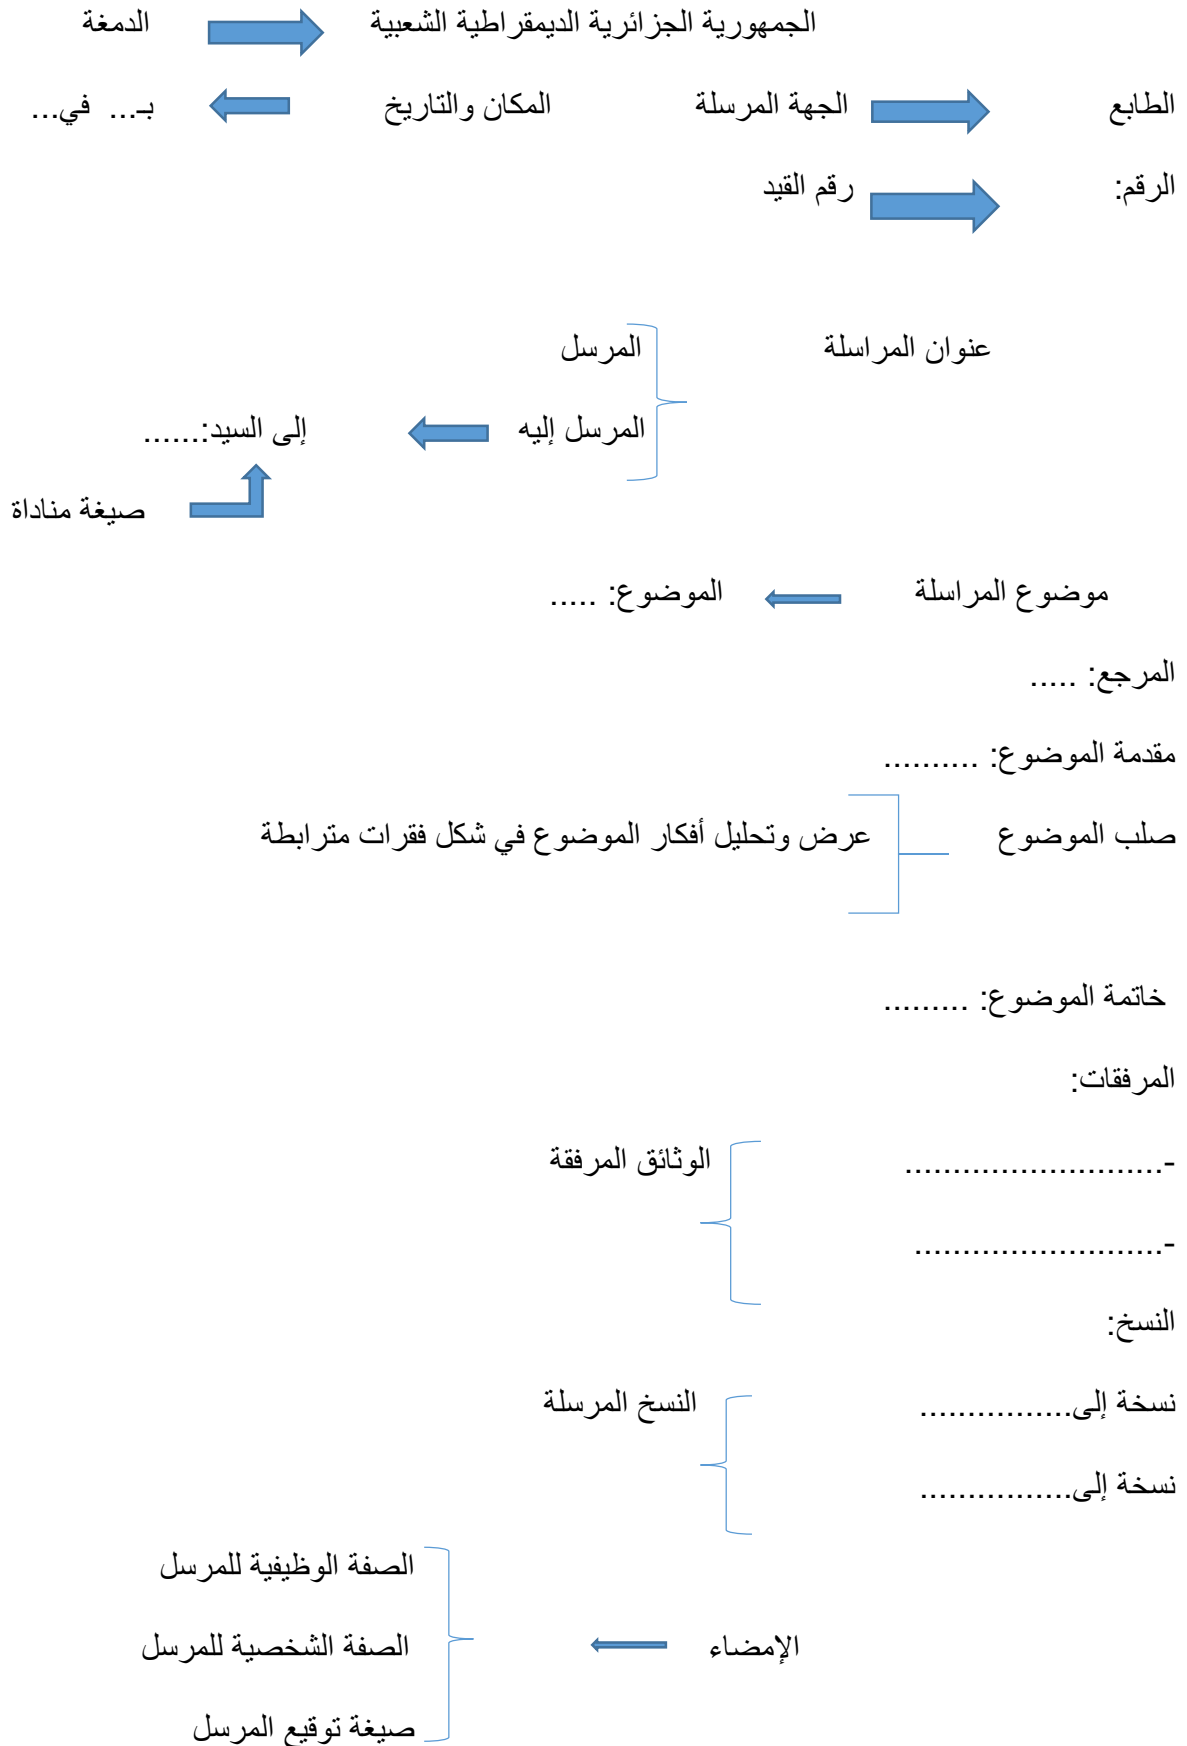 الجمهورية الجزائرية الديمقراطية الشعبية الدمغة
الطابع الجهة المرسلة المكان والتاريخ بـ... في...
الرقم: رقم القيد
عنوان المراسلة المرسل
المرسل إليه إلى السيد:......
صيغة مناداة
موضوع المراسلة الموضوع: .....
المرجع: .....
مقدمة الموضوع: ..........
صلب الموضوع عرض وتحليل أفكار الموضوع في شكل فقرات مترابطة
خاتمة الموضوع: .........
المرفقات:
-........................... الوثائق المرفقة
-..........................
النسخ:
نسخة إلى................ النسخ المرسلة
نسخة إلى................
الصفة الوظيفية للمرسل
الإمضاء الصفة الشخصية للمرسل
صيغة توقيع المرسل